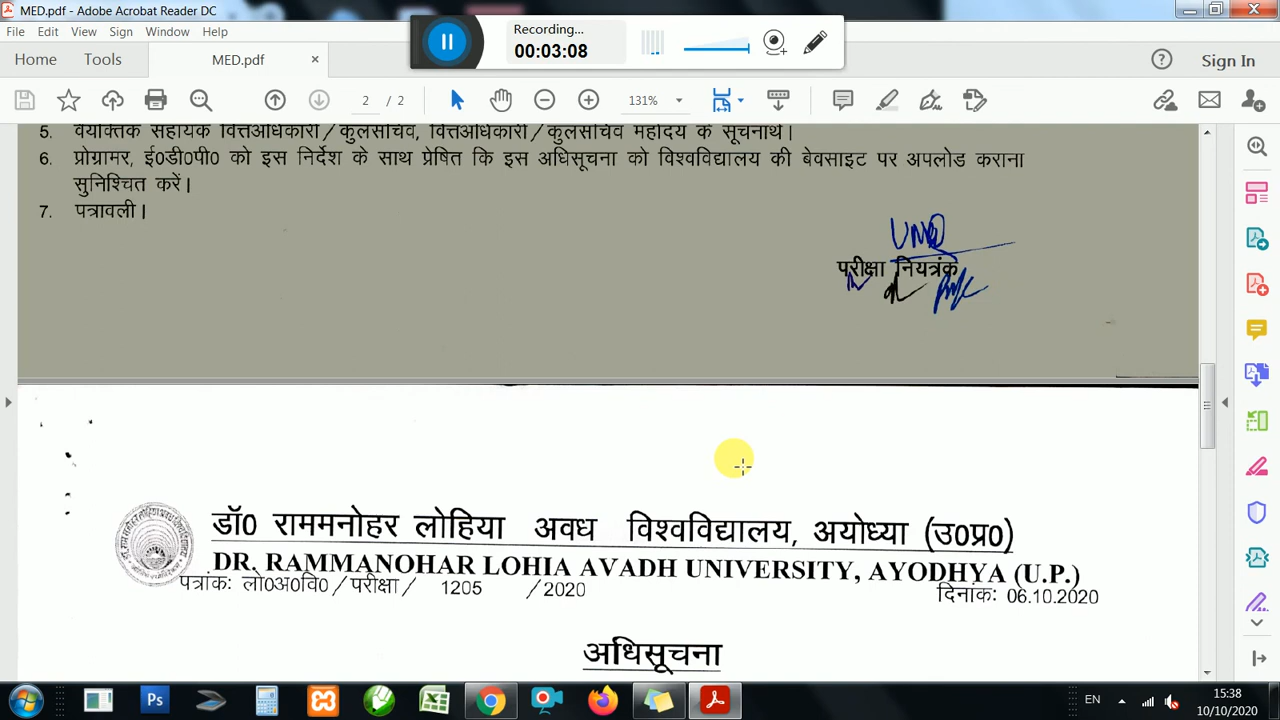 MED.pdf - Adobe Acrobat Reader DC
File Edit View Sign Window Help
Recording...
00:03:08
Home Tools MED.pdf × Sign In
2 / 2 131%
5. वैयक्तिक सहायक वित्तअधिकारी/कुलसचिव, वित्तअधिकारी/कुलसचिव महोदय के सूचनार्थ।
6. प्रोग्रामर, ई0डी0पी0 को इस निर्देश के साथ प्रेषित कि इस अधिसूचना को विश्वविद्यालय की बेवसाइट पर अपलोड कराना
सुनिश्चित करें।
7. पत्रावली।
परीक्षा नियत्रंक
डॉ0 राममनोहर लोहिया अवध विश्वविद्यालय, अयोध्या (उ0प्र0)
DR. RAMMANOHAR LOHIA AVADH UNIVERSITY, AYODHYA (U.P.)
पत्रांकः लो0अ0वि0/परीक्षा/ 1205 /2020 दिनांकः 06.10.2020
अधिसूचना
Ps
EN
15:38
10/10/2020